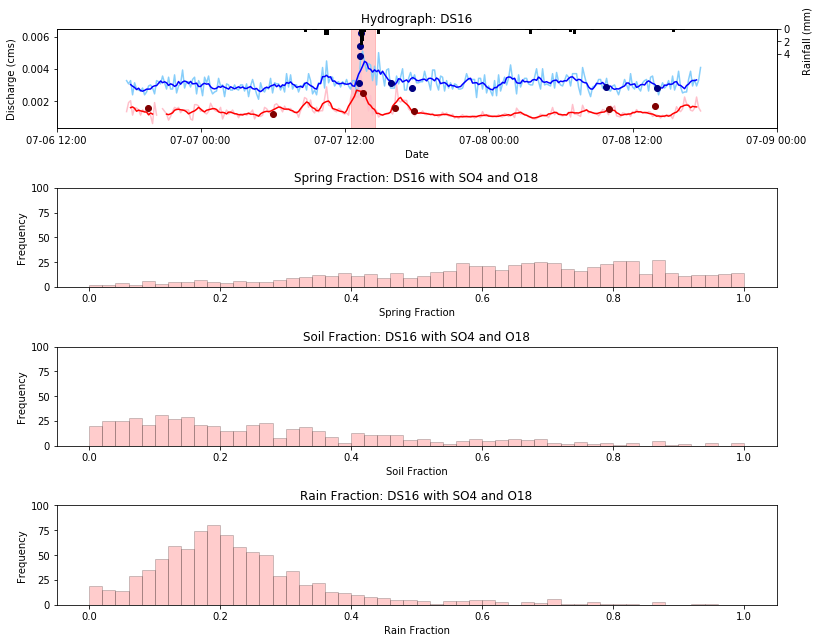 Hydrograph: DS16
Discharge (cms)
0.006
0.004
0.002
0
2
4
Rainfall (mm)
07-06 12:00 07-07 00:00 07-07 12:00 07-08 00:00 07-08 12:00 07-09 00:00
Date
Spring Fraction: DS16 with SO4 and O18
Frequency
100
75
50
25
0
0.0 0.2 0.4 0.6 0.8 1.0
Spring Fraction
Soil Fraction: DS16 with SO4 and O18
Frequency
100
75
50
25
0
0.0 0.2 0.4 0.6 0.8 1.0
Soil Fraction
Rain Fraction: DS16 with SO4 and O18
Frequency
100
75
50
25
0
0.0 0.2 0.4 0.6 0.8 1.0
Rain Fraction